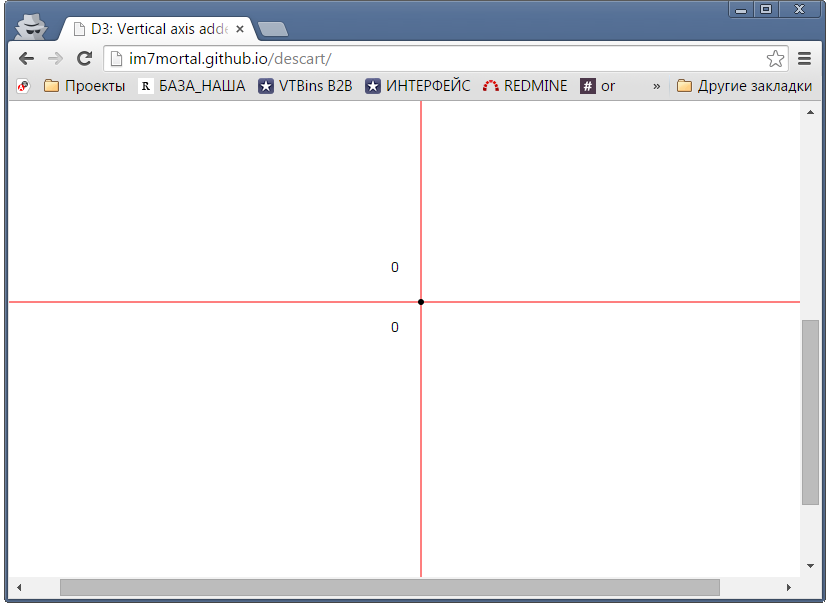 D3: Vertical axis adde
im7mortal.github.io/descart/
Проекты R БАЗА_НАША VTBins B2B ИНТЕРФЕЙС REDMINE # or » Другие закладки
0
0